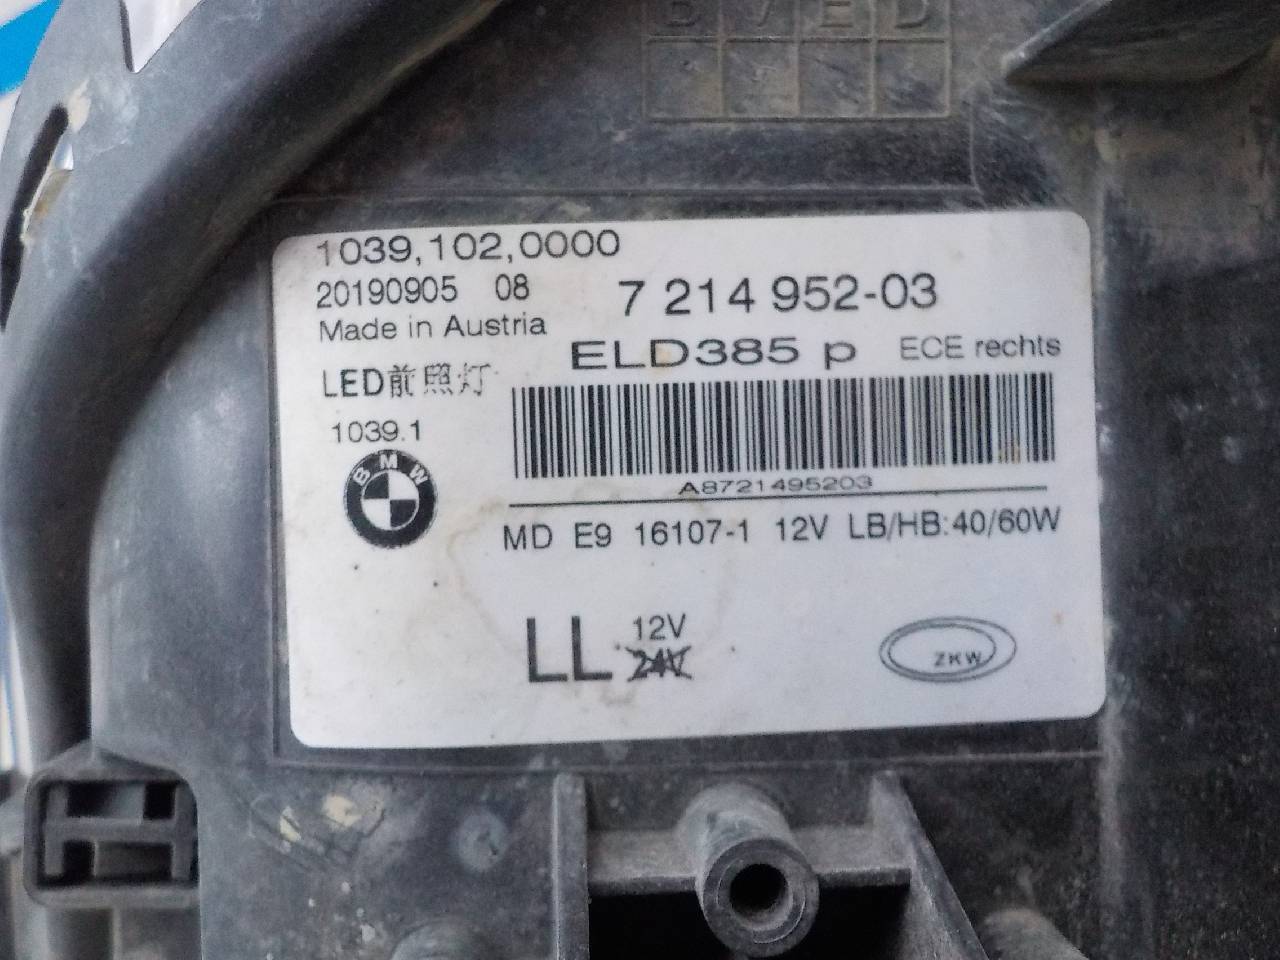 B V E D
1039,102,0000
20190905 08
7 214 952-03
Made in Austria
ELD385 p ECE rechts
LED前照灯
1039.1
BMW
A8721495203
MD E9 16107-1 12V LB/HB:40/60W
LL 12V
24V
ZKW